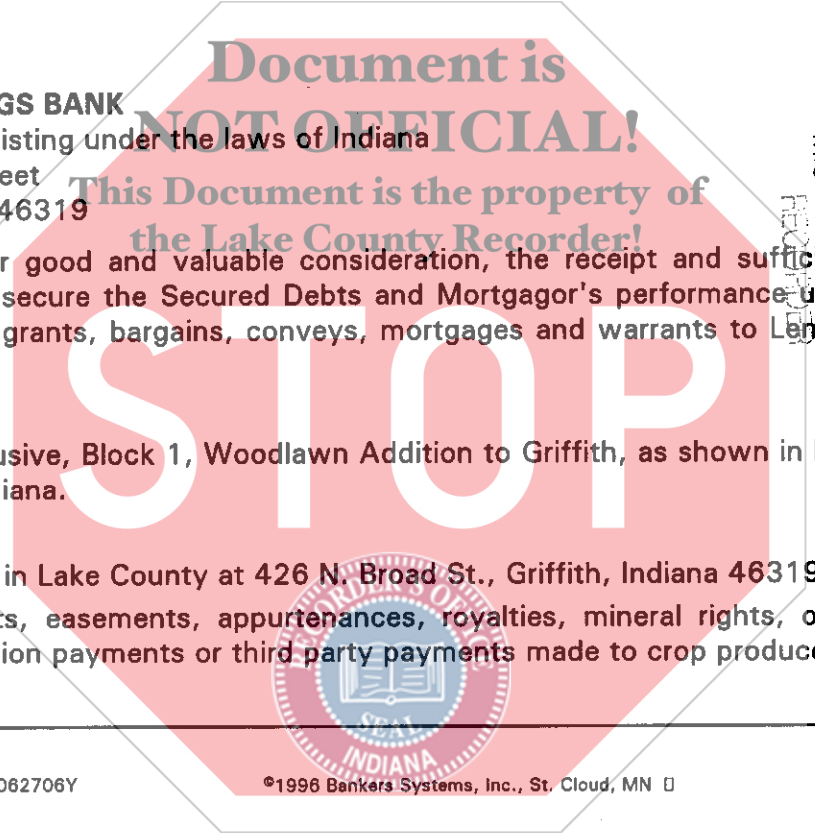 Document is
GS BANK
NOT OFFICIAL!
isting under the laws of Indiana
eet
This Document is the property of
46319
the Lake County Recorder!
r good and valuable consideration, the receipt and suffic
secure the Secured Debts and Mortgagor's performance u
grants, bargains, conveys, mortgages and warrants to Len
STOP
usive, Block 1, Woodlawn Addition to Griffith, as shown in
iana.
in Lake County at 426 N. Broad St., Griffith, Indiana 46319
ts, easements, appurtenances, royalties, mineral rights, o
ion payments or third party payments made to crop produce
RECORDER'S OFFICE
SEAL
INDIANA
062706Y
©1996 Bankers Systems, Inc., St. Cloud, MN